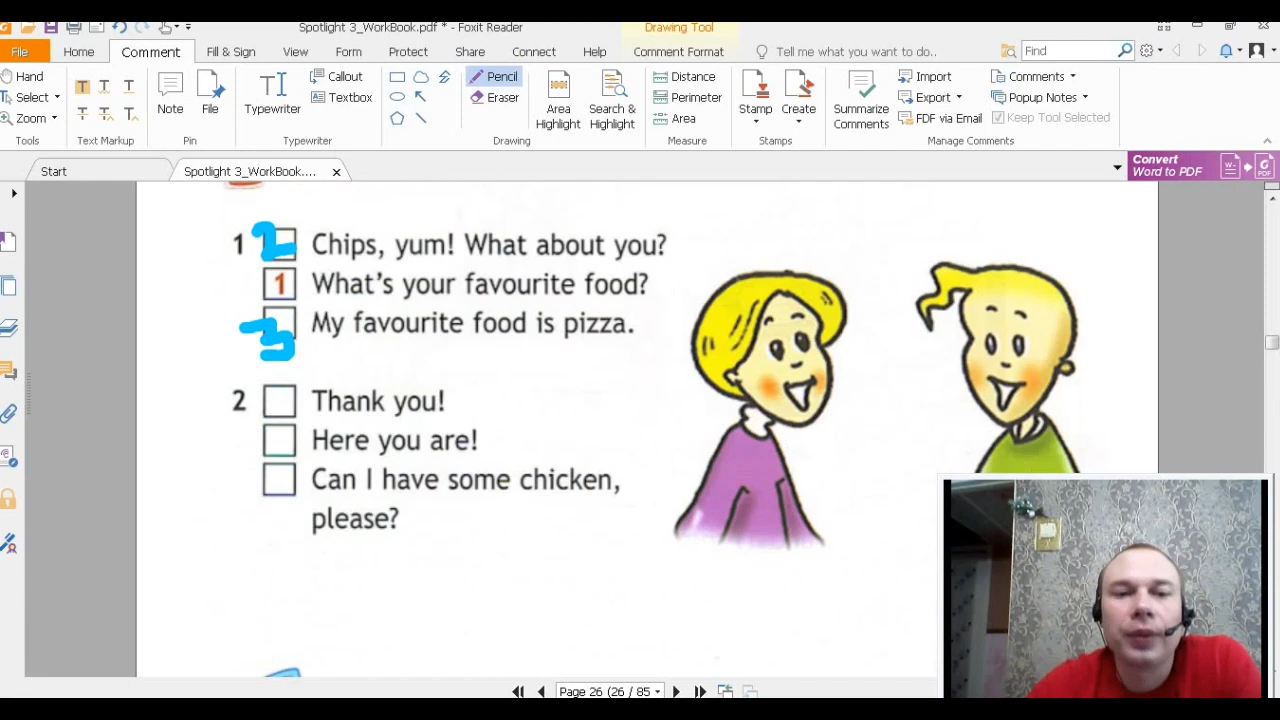 Spotlight 3_WorkBook.pdf * - Foxit Reader
Drawing Tool
File Home Comment Fill & Sign View Form Protect Share Connect Help Comment Format Tell me what you want to do.. Find
Hand
Select
Zoom
Tools
Text Markup
Note
File
Pin
Typewriter
Callout
Textbox
Typewriter
Pencil
Eraser
Area Highlight
Search & Highlight
Drawing
Distance
Perimeter
Area
Measure
Stamp
Create
Stamps
Summarize Comments
Import
Export
FDF via Email
Comments
Popup Notes
Keep Tool Selected
Manage Comments
Start
Spotlight 3_WorkBook....
Convert
Word to PDF
1 2 Chips, yum! What about you?
1 What's your favourite food?
3 My favourite food is pizza.
2 Thank you!
Here you are!
Can I have some chicken,
please?
Page 26 (26 / 85)